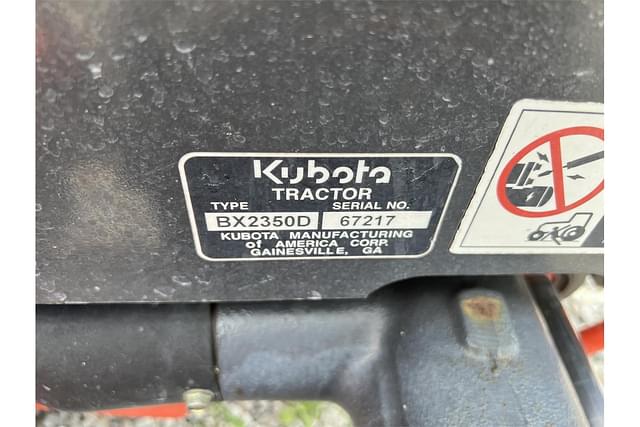 Kubota
TRACTOR
TYPE SERIAL NO.
BX2350D 67217
KUBOTA MANUFACTURING
of AMERICA CORP.
GAINESVILLE, GA